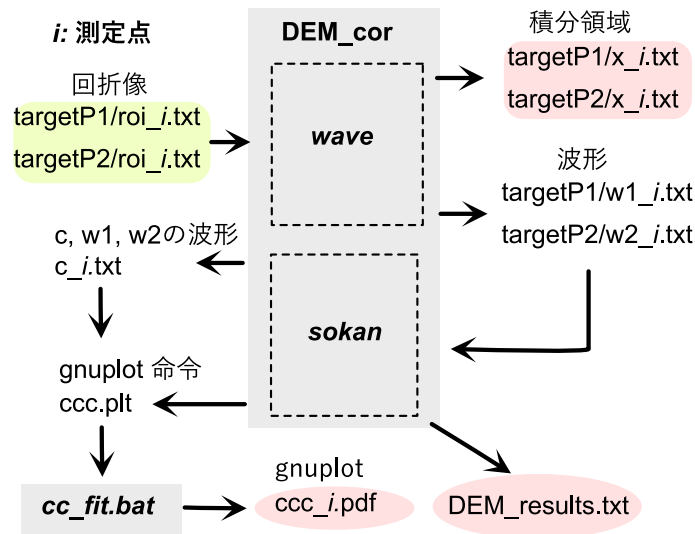 i: 測定点
DEM_cor
積分領域
targetP1/x_i.txt
targetP2/x_i.txt
回折像
targetP1/roi_i.txt
targetP2/roi_i.txt
wave
波形
targetP1/w1_i.txt
targetP2/w2_i.txt
c, w1, w2の波形
c_i.txt
sokan
gnuplot 命令
ccc.plt
cc_fit.bat
gnuplot
ccc_i.pdf
DEM_results.txt